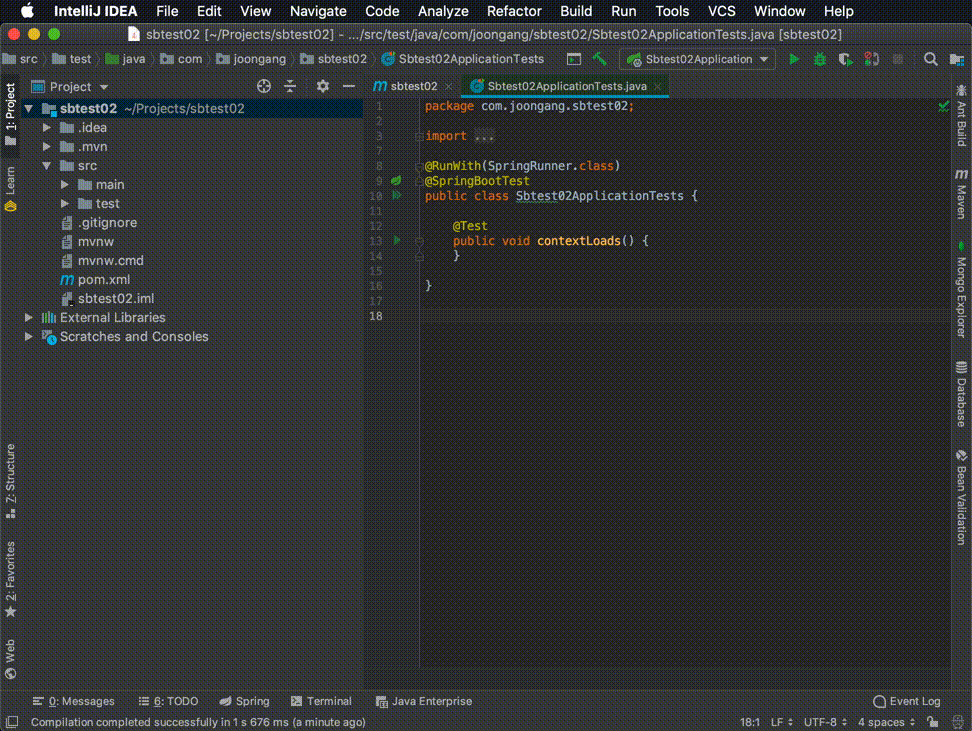 IntelliJ IDEA File Edit View Navigate Code Analyze Refactor Build Run Tools VCS Window Help
sbtest02 [~/Projects/sbtest02] - .../src/test/java/com/joongang/sbtest02/Sbtest02ApplicationTests.java [sbtest02]
src test java com joongang sbtest02 Sbtest02ApplicationTests Sbtest02Application
1: Project
Learn
7: Structure
2: Favorites
Web
Project
sbtest02 ~/Projects/sbtest02
.idea
.mvn
src
main
test
.gitignore
mvnw
mvnw.cmd
pom.xml
sbtest02.iml
External Libraries
Scratches and Consoles
sbtest02 Sbtest02ApplicationTests.java
1 package com.joongang.sbtest02;
2
3 import ...
7
8 @RunWith(SpringRunner.class)
9 @SpringBootTest
10 public class Sbtest02ApplicationTests {
11
12 @Test
13 public void contextLoads() {
14 }
15
16 }
17
18
Ant Build
Maven
Mongo Explorer
Database
Bean Validation
0: Messages 6: TODO Spring Terminal Java Enterprise Event Log
Compilation completed successfully in 1 s 676 ms (a minute ago) 18:1 LF UTF-8 4 spaces